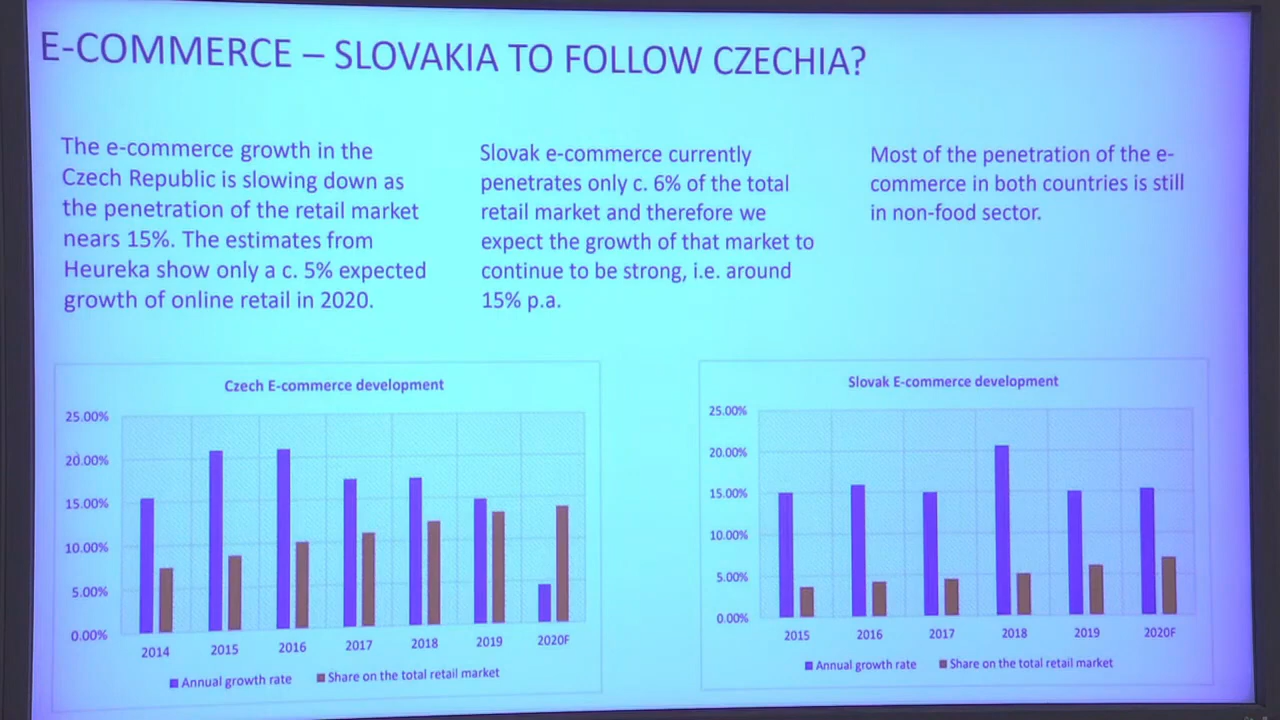 E-COMMERCE – SLOVAKIA TO FOLLOW CZECHIA?
The e-commerce growth in the
Czech Republic is slowing down as
the penetration of the retail market
nears 15%. The estimates from
Heureka show only a c. 5% expected
growth of online retail in 2020.
Slovak e-commerce currently
penetrates only c. 6% of the total
retail market and therefore we
expect the growth of that market to
continue to be strong, i.e. around
15% p.a.
Most of the penetration of the e-
commerce in both countries is still
in non-food sector.
Czech E-commerce development
25.00%
20.00%
15.00%
10.00%
5.00%
0.00%
2014 2015 2016 2017 2018 2019 2020F
Annual growth rate Share on the total retail market
Slovak E-commerce development
25.00%
20.00%
15.00%
10.00%
5.00%
0.00%
2015 2016 2017 2018 2019 2020F
Annual growth rate Share on the total retail market